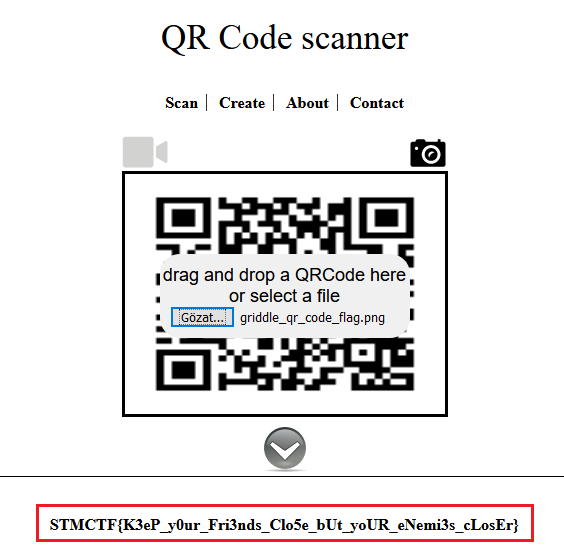 QR Code scanner
Scan Create About Contact
drag and drop a QRCode here
or select a file
Gözat... griddle_qr_code_flag.png
STMCTF{K3eP_y0ur_Fri3nds_Clo5e_bUt_yoUR_eNemi3s_cLosEr}